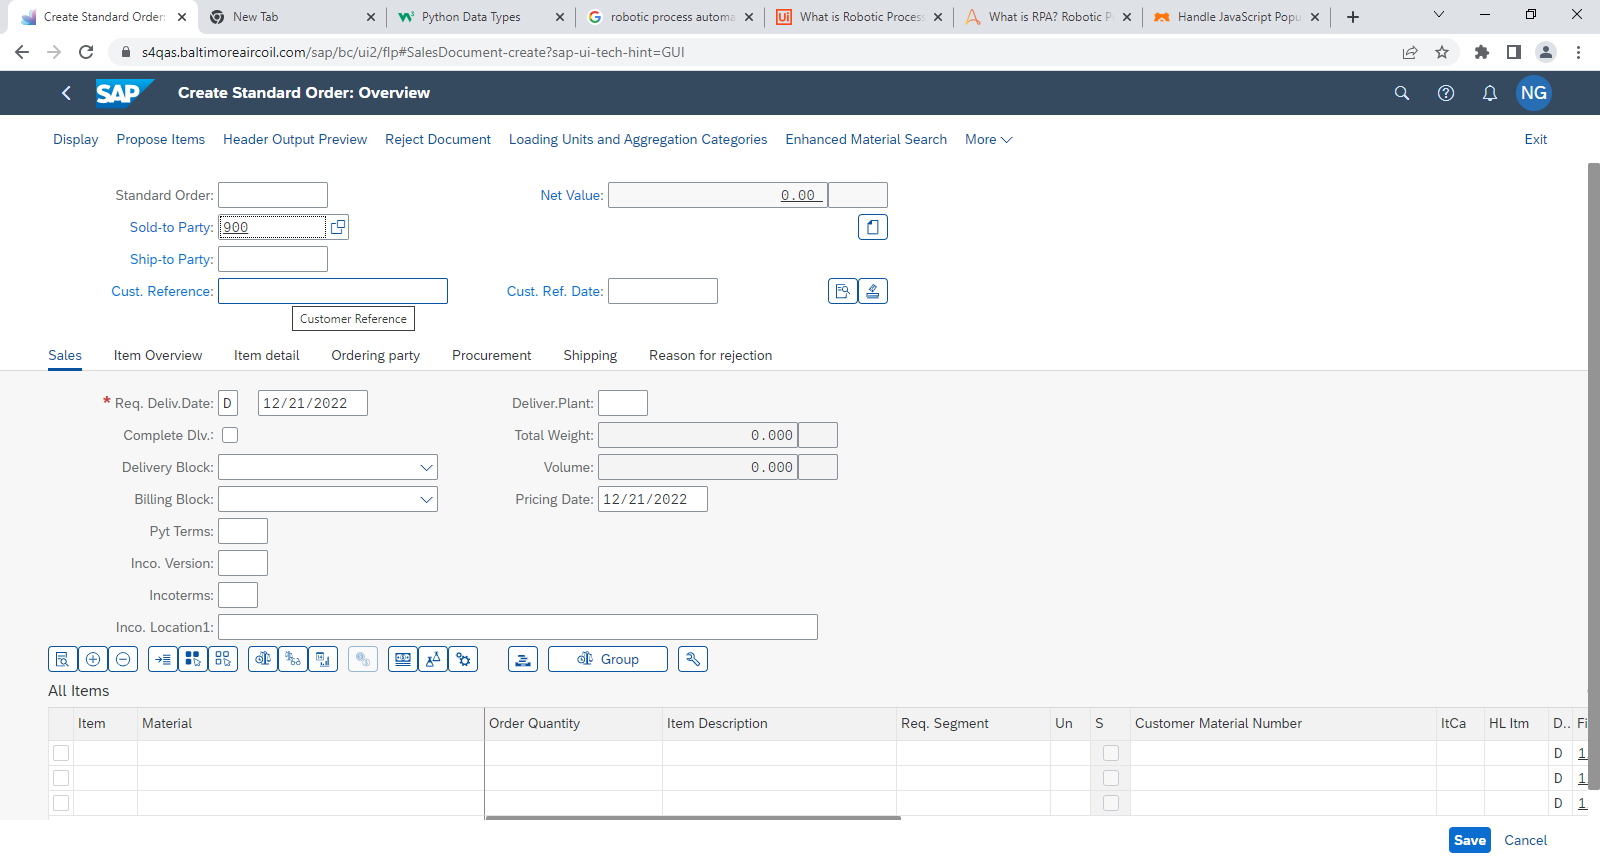 Create Standard Order: New Tab Python Data Types robotic process automa What is Robotic Process What is RPA? Robotic P Handle JavaScript Popu
s4qas.baltimoreaircoil.com/sap/bc/ui2/flp#SalesDocument-create?sap-ui-tech-hint=GUI
SAP Create Standard Order: Overview NG
Display Propose Items Header Output Preview Reject Document Loading Units and Aggregation Categories Enhanced Material Search More Exit
Standard Order: Net Value: 0.00
Sold-to Party: 900
Ship-to Party:
Cust. Reference: Cust. Ref. Date:
Customer Reference
Sales Item Overview Item detail Ordering party Procurement Shipping Reason for rejection
* Req. Deliv.Date: D 12/21/2022 Deliver.Plant:
Complete Dlv.: Total Weight: 0.000
Delivery Block: Volume: 0.000
Billing Block: Pricing Date: 12/21/2022
Pyt Terms:
Inco. Version:
Incoterms:
Inco. Location1:
Group
All Items
Item Material Order Quantity Item Description Req. Segment Un S Customer Material Number ItCa HL Itm D.. Fi
D 1
D 1
D 1
Save Cancel